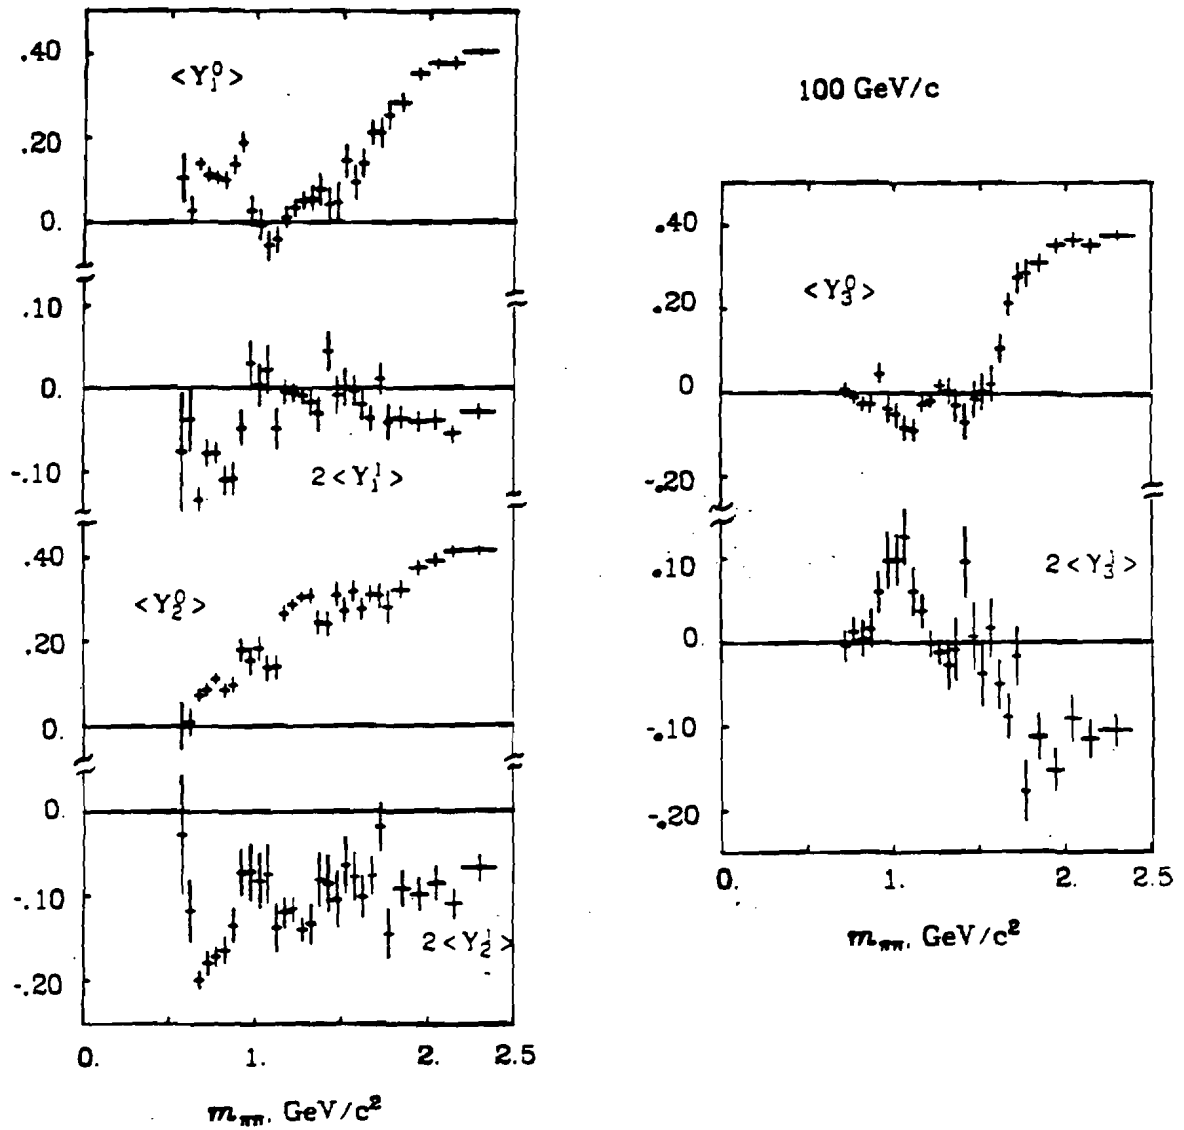 .40
<Y₁⁰>
.20
0.
.10
0.
-.10
2<Y₁¹>
.40
<Y₂⁰>
.20
0.
0.
-.10
2<Y₂¹>
-.20
0. 1. 2. 2.5
mππ, GeV/c²
100 GeV/c
.40
<Y₃⁰>
.20
0
-.20
.10
2<Y₃¹>
0.
-.10
-.20
0. 1. 2. 2.5
mππ, GeV/c²